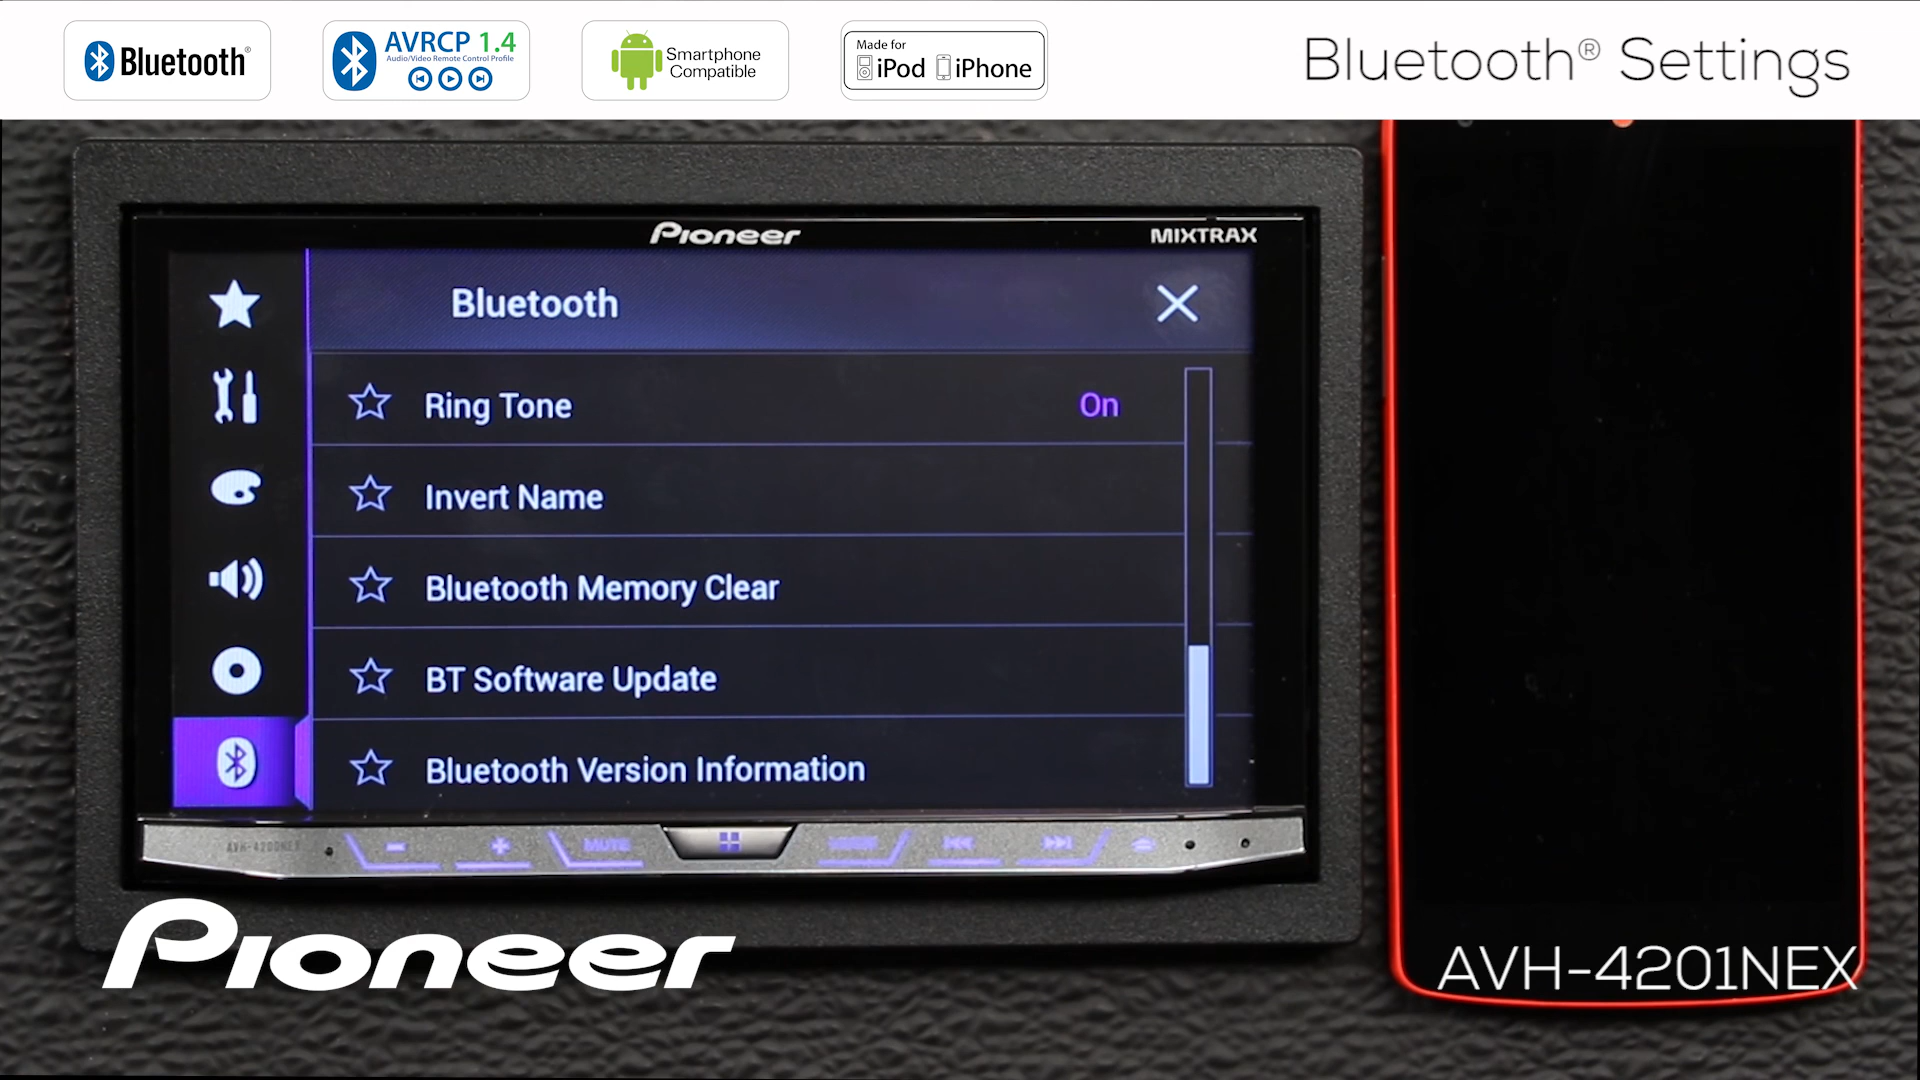 Bluetooth®
AVRCP 1.4
Audio/Video Remote Control Profile
Smartphone
Compatible
Made for
iPod iPhone
Bluetooth® Settings
Pioneer
MIXTRAX
Bluetooth
Ring Tone On
Invert Name
Bluetooth Memory Clear
BT Software Update
Bluetooth Version Information
AVH-4200NEX
MUTE
Pioneer
AVH-4201NEX